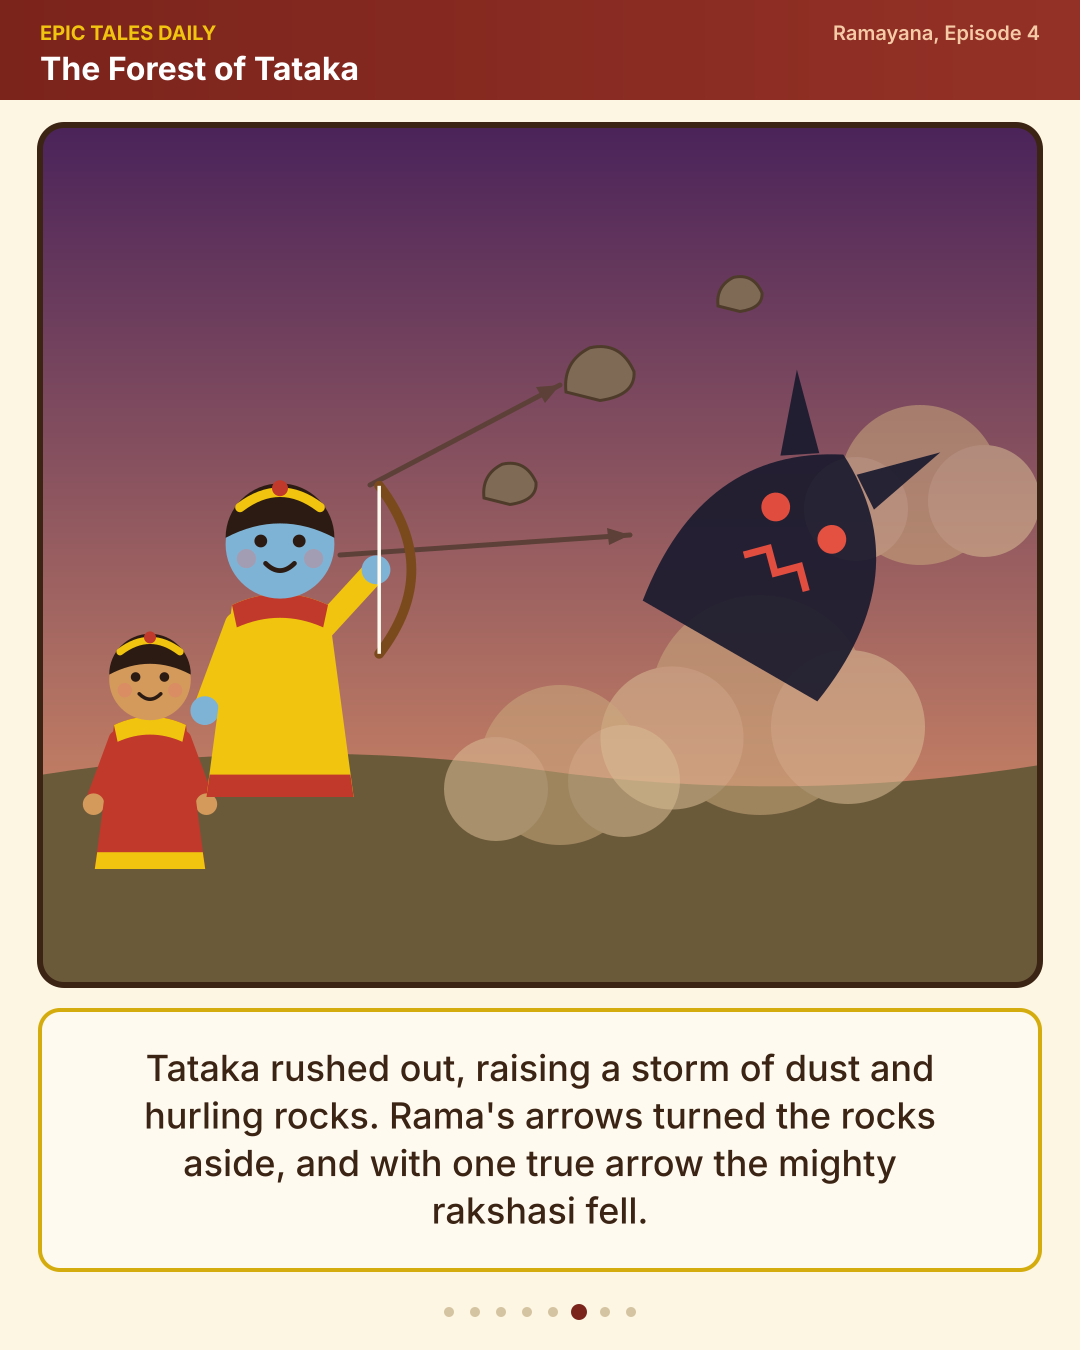 EPIC TALES DAILY
Ramayana, Episode 4
The Forest of Tataka
Tataka rushed out, raising a storm of dust and
hurling rocks. Rama's arrows turned the rocks
aside, and with one true arrow the mighty
rakshasi fell.